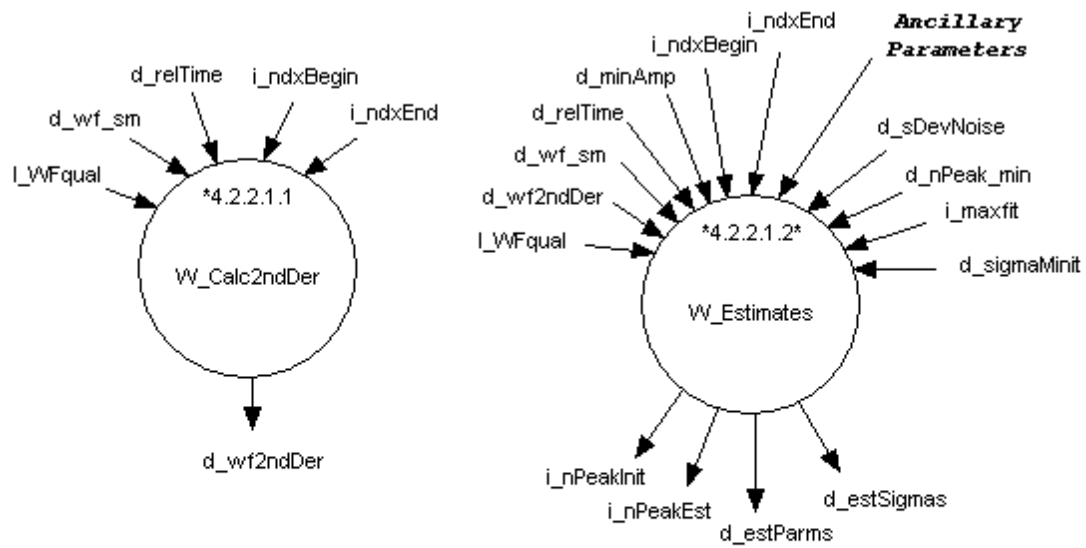 d_relTime
i_ndxBegin
d_wf_sm
i_ndxEnd
l_WFqual
*4.2.2.1.1
W_Calc2ndDer
d_wf2ndDer
i_ndxEnd
Ancillary
Parameters
i_ndxBegin
d_minAmp
d_relTime
d_sDevNoise
d_wf_sm
d_nPeak_min
d_wf2ndDer
i_maxfit
l_WFqual
*4.2.2.1.2*
d_sigmaMinit
W_Estimates
i_nPeakInit
i_nPeakEst
d_estParms
d_estSigmas